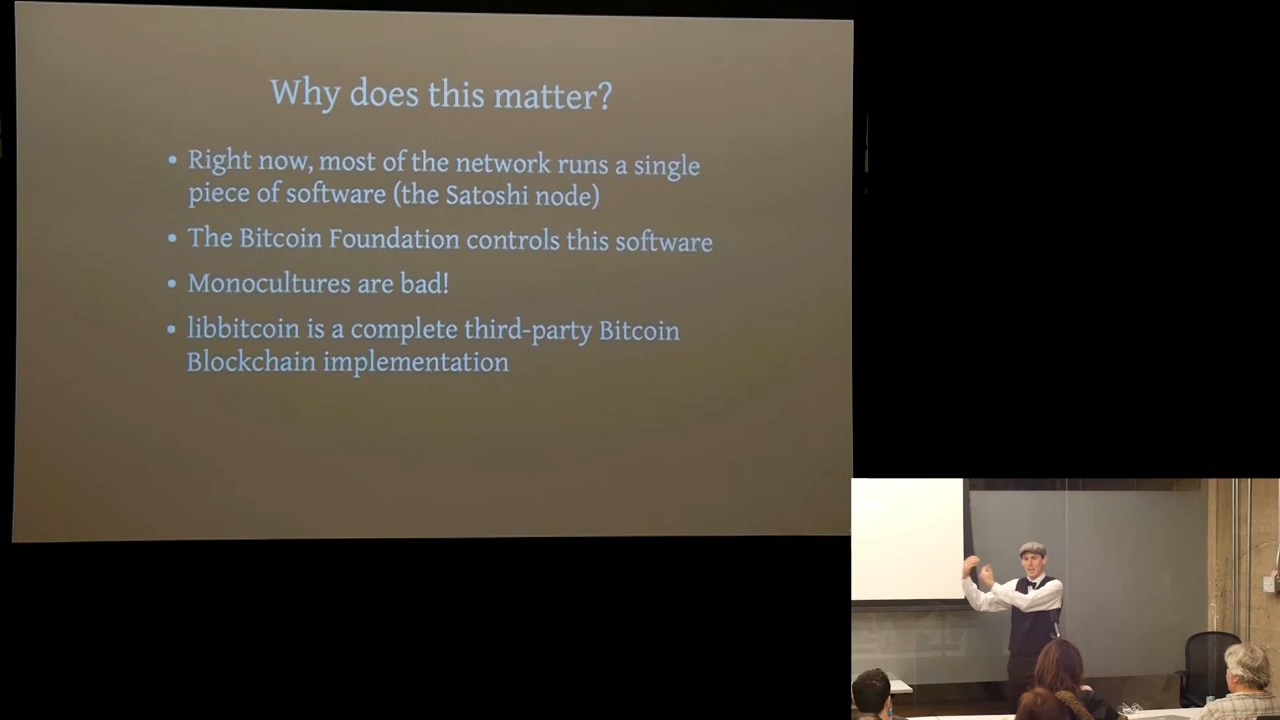 Why does this matter?
• Right now, most of the network runs a single
piece of software (the Satoshi node)
• The Bitcoin Foundation controls this software
• Monocultures are bad!
• libbitcoin is a complete third-party Bitcoin
Blockchain implementation